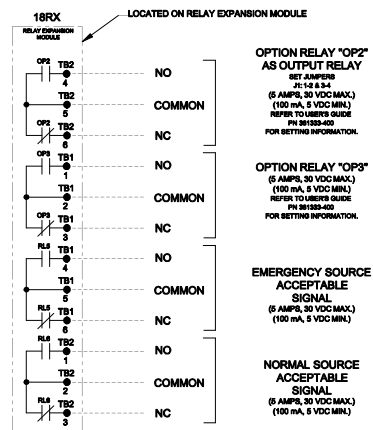 18RX
LOCATED ON RELAY EXPANSION MODULE
RELAY EXPANSION
MODULE
OP2
TB2
4
NO
TB2
5
COMMON
OP2
TB2
6
NC
OPTION RELAY "OP2"
AS OUTPUT RELAY
SET JUMPERS
J1: 1-2 & 3-4
(5 AMPS, 30 VDC MAX.)
(100 mA, 5 VDC MIN.)
REFER TO USER'S GUIDE
PN 381333-400
FOR SETTING INFORMATION.
OP3
TB1
1
NO
TB1
2
COMMON
OP3
TB1
3
NC
OPTION RELAY "OP3"
(5 AMPS, 30 VDC MAX.)
(100 mA, 5 VDC MIN.)
REFER TO USER'S GUIDE
PN 381333-400
FOR SETTING INFORMATION.
RL5
TB1
4
NO
TB1
5
COMMON
RL5
TB1
6
NC
EMERGENCY SOURCE
ACCEPTABLE
SIGNAL
(5 AMPS, 30 VDC MAX.)
(100 mA, 5 VDC MIN.)
RL6
TB2
1
NO
TB2
2
COMMON
RL6
TB2
3
NC
NORMAL SOURCE
ACCEPTABLE
SIGNAL
(5 AMPS, 30 VDC MAX.)
(100 mA, 5 VDC MIN.)